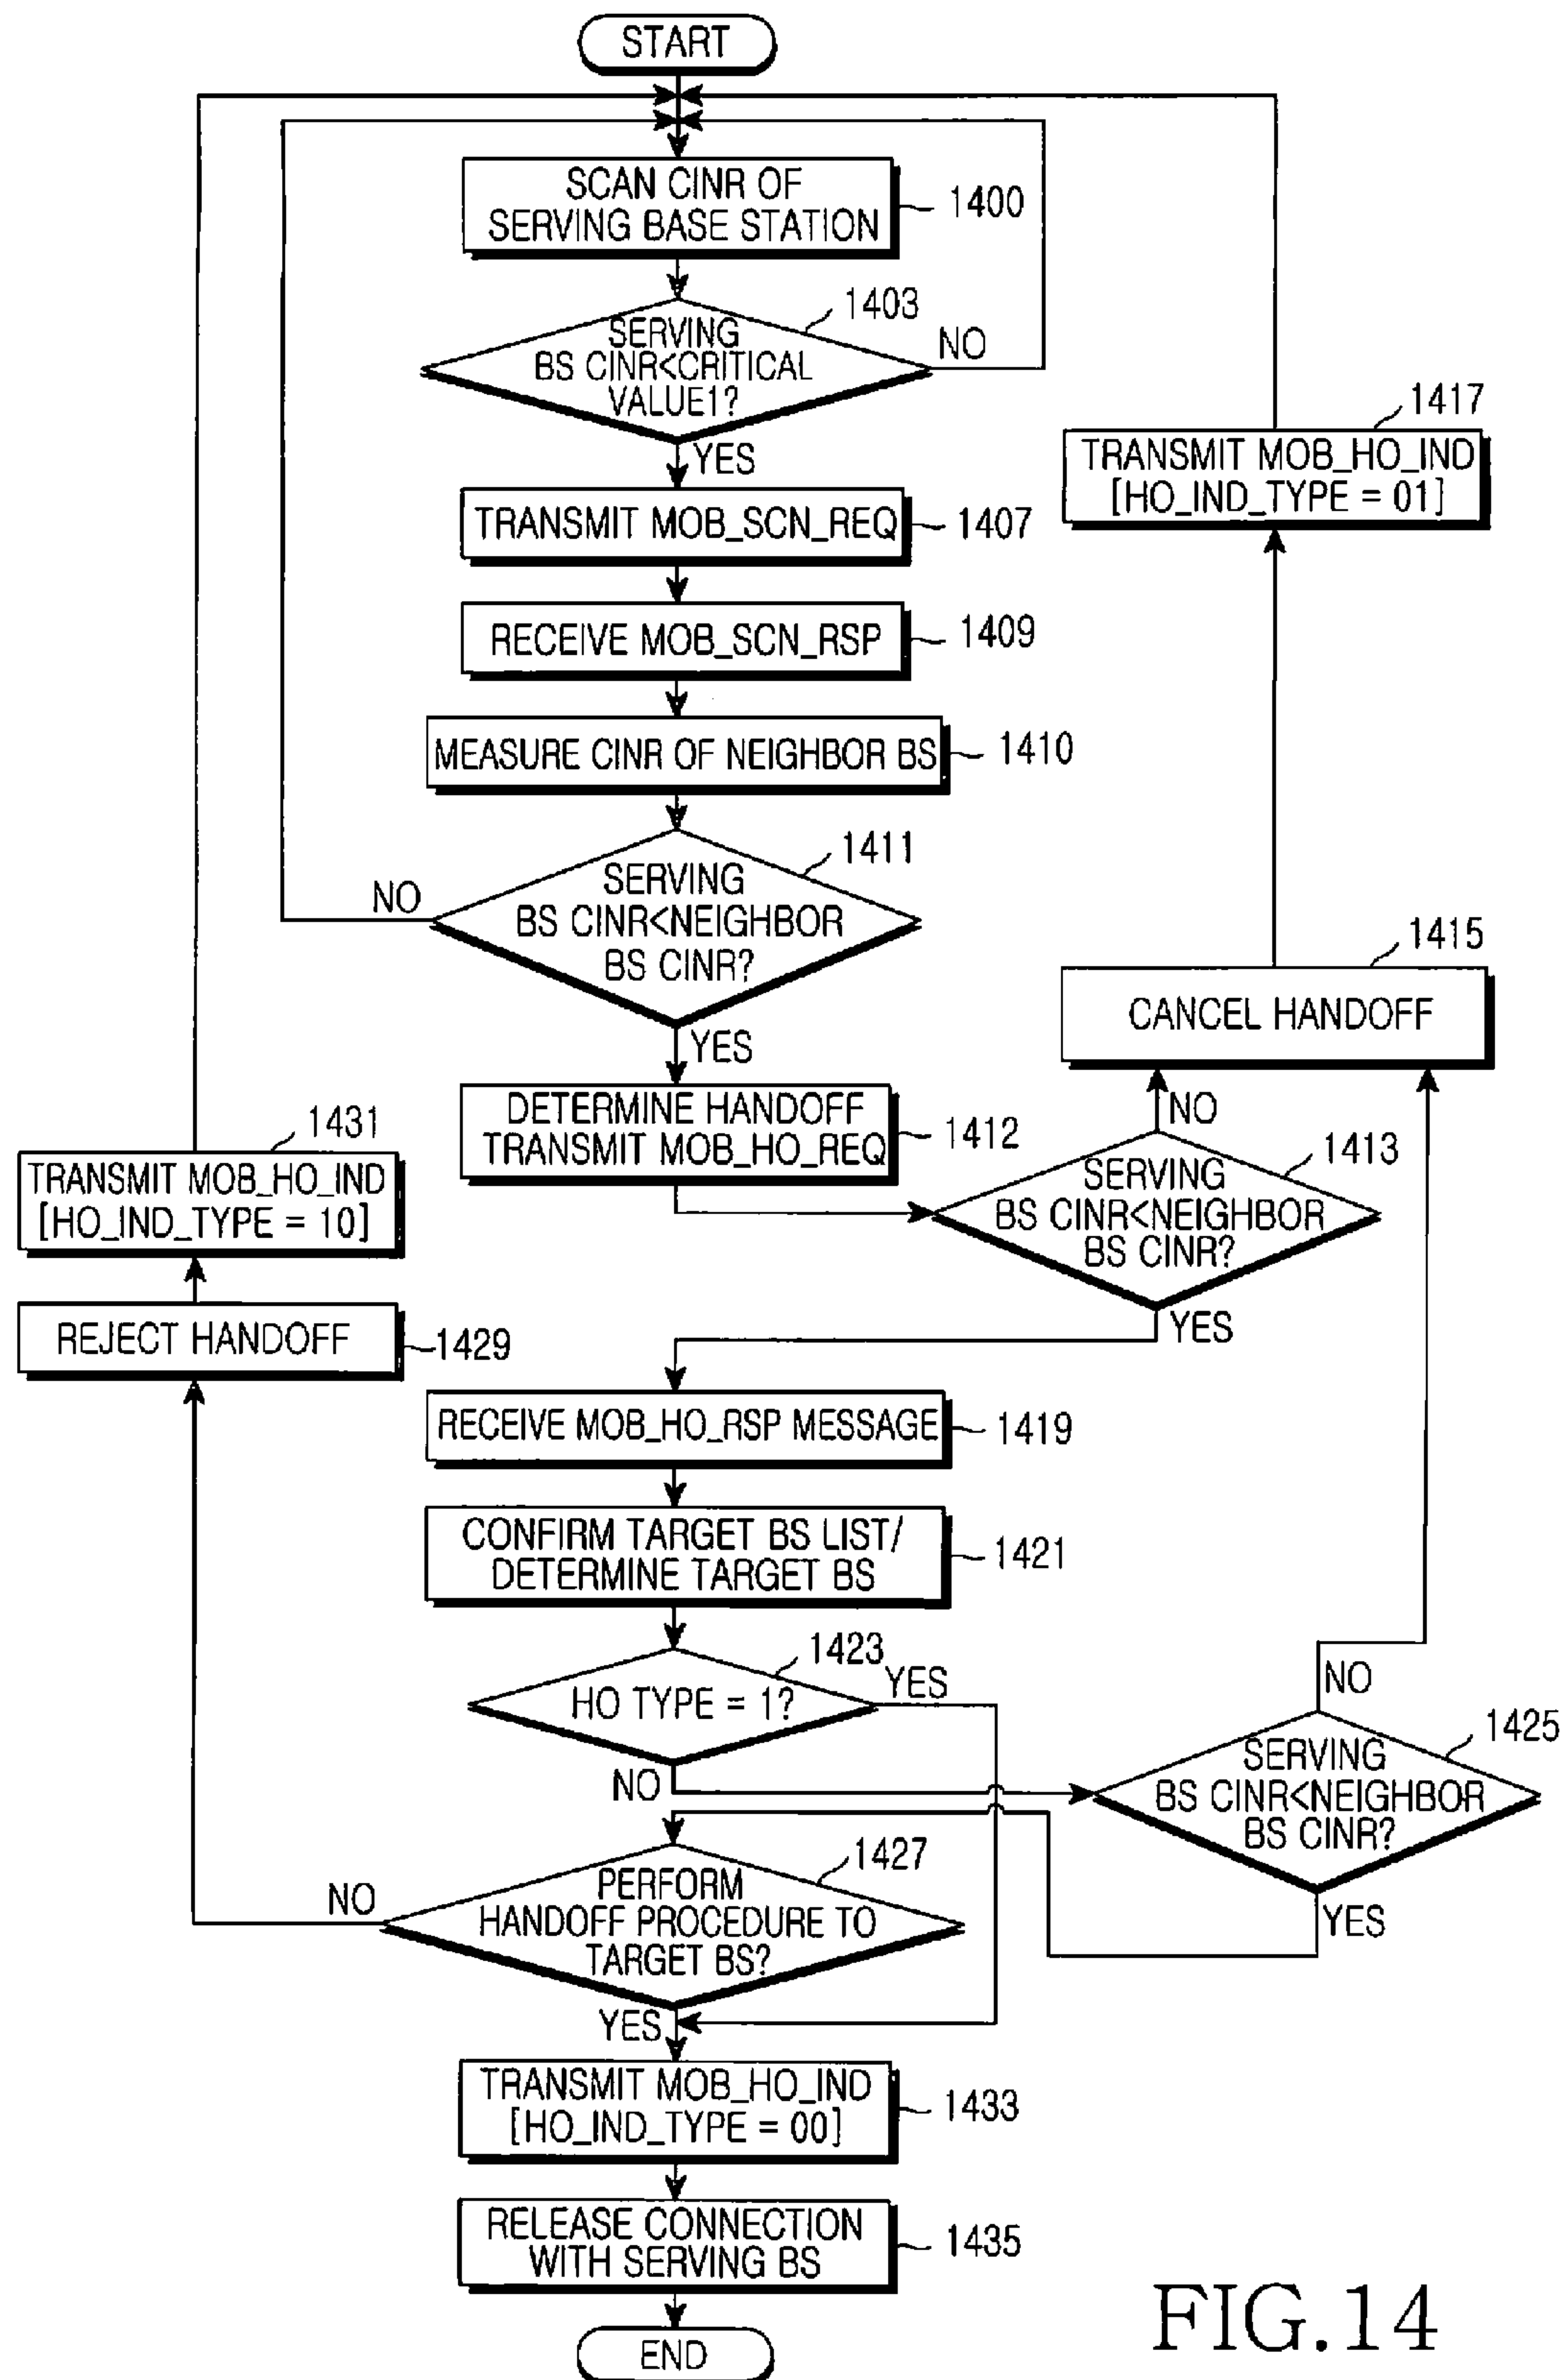 START
SCAN CINR OF
SERVING BASE STATION
1400
1403
SERVING
BS CINR<CRITICAL
VALUE1?
NO
YES
1417
TRANSMIT MOB_HO_IND
[HO_IND_TYPE = 01]
TRANSMIT MOB_SCN_REQ
1407
RECEIVE MOB_SCN_RSP
1409
MEASURE CINR OF NEIGHBOR BS
1410
1411
SERVING
BS CINR<NEIGHBOR
BS CINR?
NO
YES
1415
CANCEL HANDOFF
DETERMINE HANDOFF
TRANSMIT MOB_HO_REQ
1412
NO
1413
SERVING
BS CINR<NEIGHBOR
BS CINR?
YES
1431
TRANSMIT MOB_HO_IND
[HO_IND_TYPE = 10]
REJECT HANDOFF
1429
RECEIVE MOB_HO_RSP MESSAGE
1419
CONFIRM TARGET BS LIST/
DETERMINE TARGET BS
1421
1423
HO TYPE = 1?
YES
NO
NO
1425
SERVING
BS CINR<NEIGHBOR
BS CINR?
YES
1427
PERFORM
HANDOFF PROCEDURE TO
TARGET BS?
NO
YES
TRANSMIT MOB_HO_IND
[HO_IND_TYPE = 00]
1433
RELEASE CONNECTION
WITH SERVING BS
1435
END
FIG.14